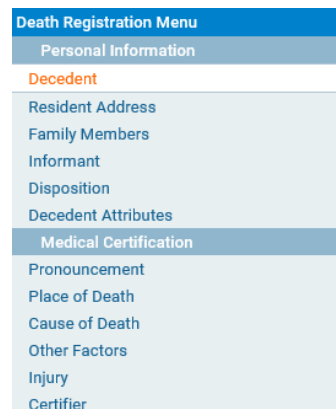 Death Registration Menu
Personal Information
Decedent
Resident Address
Family Members
Informant
Disposition
Decedent Attributes
Medical Certification
Pronouncement
Place of Death
Cause of Death
Other Factors
Injury
Certifier